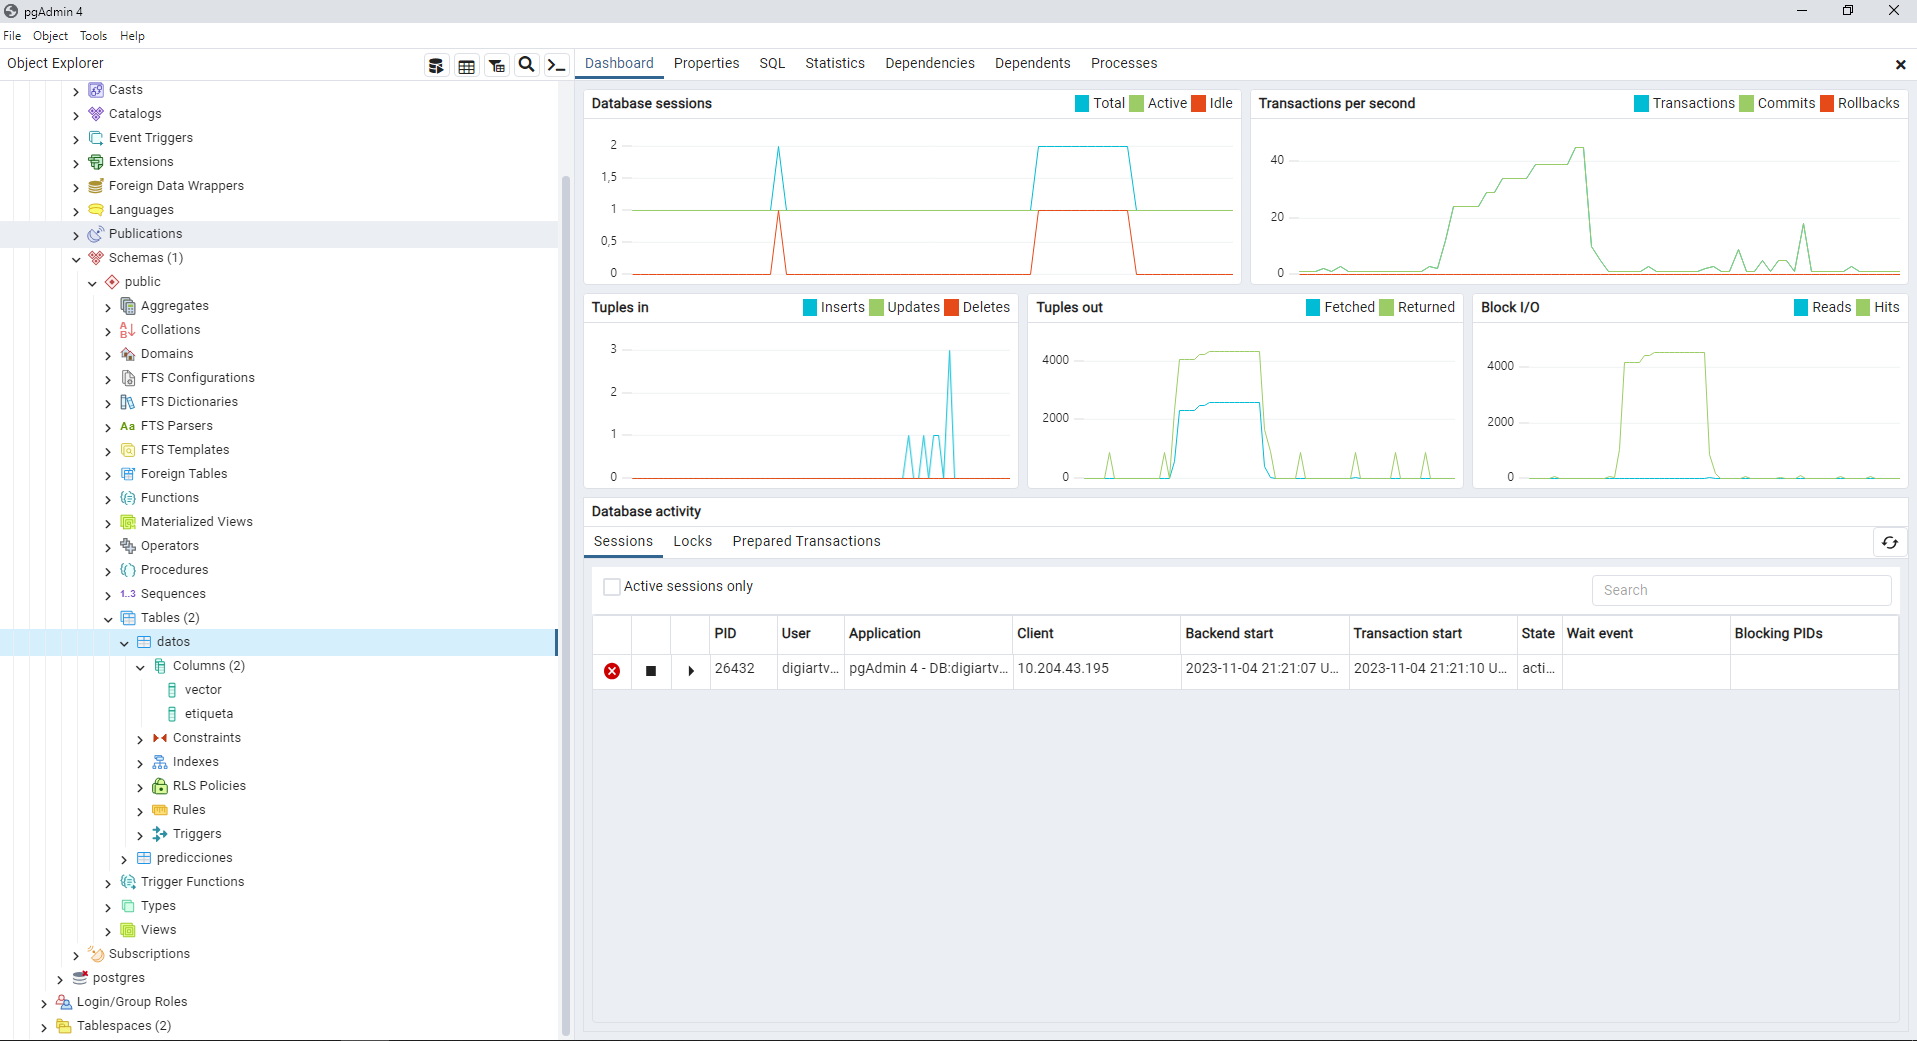 pgAdmin 4
File Object Tools Help
Object Explorer
Casts
Catalogs
Event Triggers
Extensions
Foreign Data Wrappers
Languages
Publications
Schemas (1)
public
Aggregates
Collations
Domains
FTS Configurations
FTS Dictionaries
Aa FTS Parsers
FTS Templates
Foreign Tables
Functions
Materialized Views
Operators
Procedures
1..3 Sequences
Tables (2)
datos
Columns (2)
vector
etiqueta
Constraints
Indexes
RLS Policies
Rules
Triggers
predicciones
Trigger Functions
Types
Views
Subscriptions
postgres
Login/Group Roles
Tablespaces (2)
Dashboard Properties SQL Statistics Dependencies Dependents Processes
Database sessions Total Active Idle
2
1,5
1
0,5
0
Transactions per second Transactions Commits Rollbacks
40
20
0
Tuples in Inserts Updates Deletes
3
2
1
0
Tuples out Fetched Returned
4000
2000
0
Block I/O Reads Hits
4000
2000
0
Database activity
Sessions Locks Prepared Transactions
Active sessions only Search
PID User Application Client Backend start Transaction start State Wait event Blocking PIDs
26432 digiartv... pgAdmin 4 - DB:digiartv... 10.204.43.195 2023-11-04 21:21:07 U... 2023-11-04 21:21:10 U... acti...